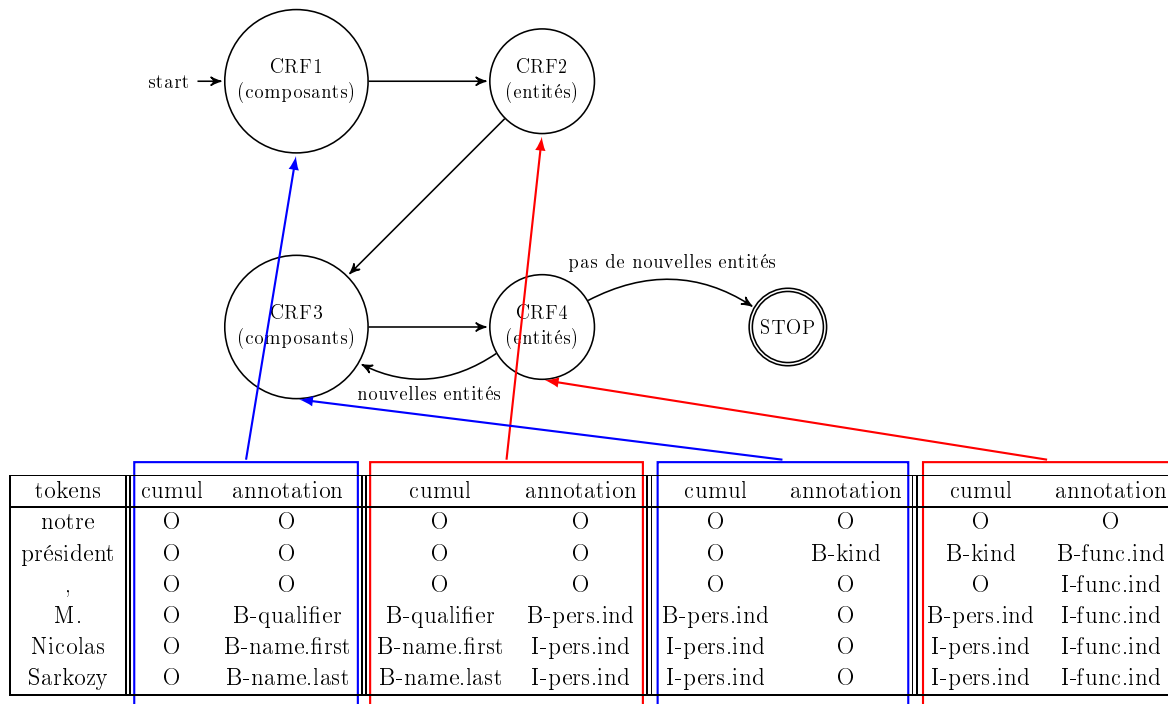 start
CRF1
(composants)
CRF2
(entités)
pas de nouvelles entités
CRF3
(composants)
CRF4
(entités)
STOP
nouvelles entités
tokens cumul annotation cumul annotation cumul annotation cumul annotation
notre O O O O O O O O
président O O O O O B-kind B-kind B-func.ind
, O O O O O O O I-func.ind
M. O B-qualifier B-qualifier B-pers.ind B-pers.ind O B-pers.ind I-func.ind
Nicolas O B-name.first B-name.first I-pers.ind I-pers.ind O I-pers.ind I-func.ind
Sarkozy O B-name.last B-name.last I-pers.ind I-pers.ind O I-pers.ind I-func.ind